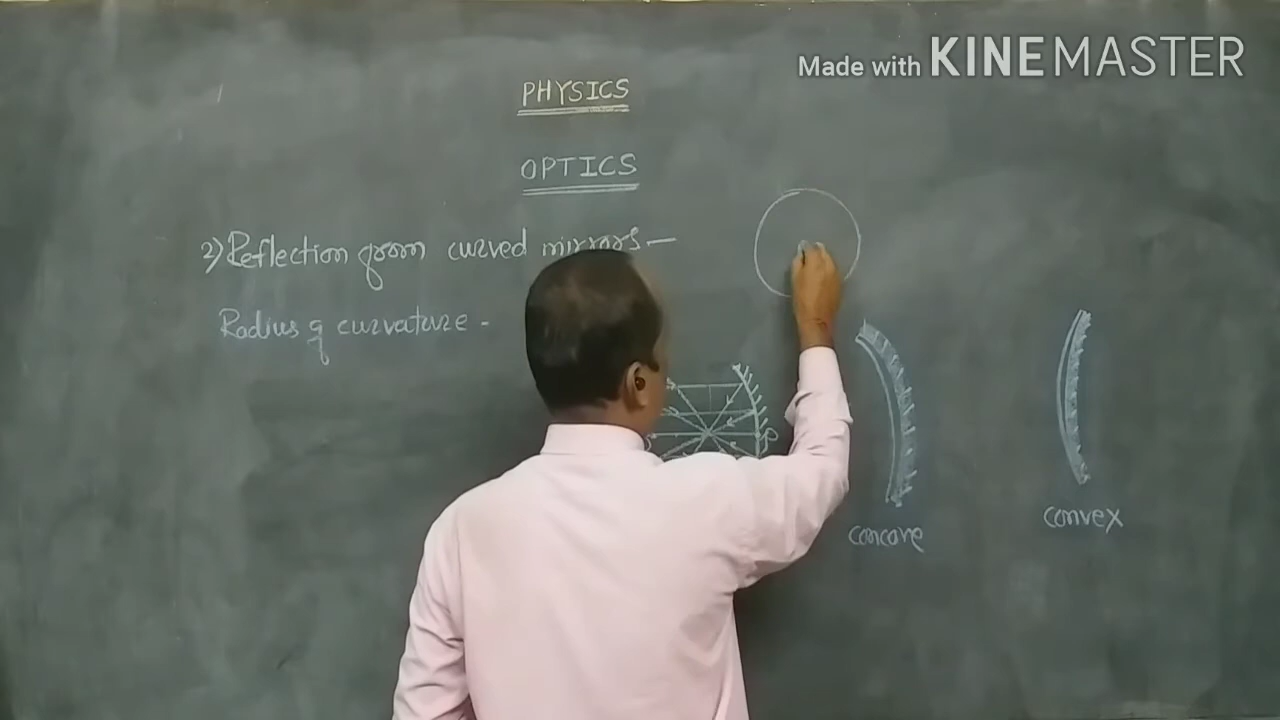 Made with KINEMASTER
PHYSICS
OPTICS
2) Reflection from curved mirrors —
Radius of curvature -
P
concave
convex